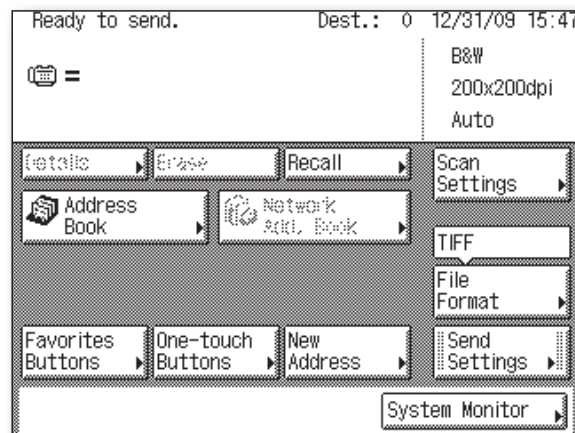 Ready to send. Dest.: 0 12/31/09 15:47
B&W
=
200x200dpi
Auto
Details Erase Recall Scan Settings
Address Book Network Add. Book
TIFF
File Format
Favorites Buttons One-touch Buttons New Address Send Settings
System Monitor